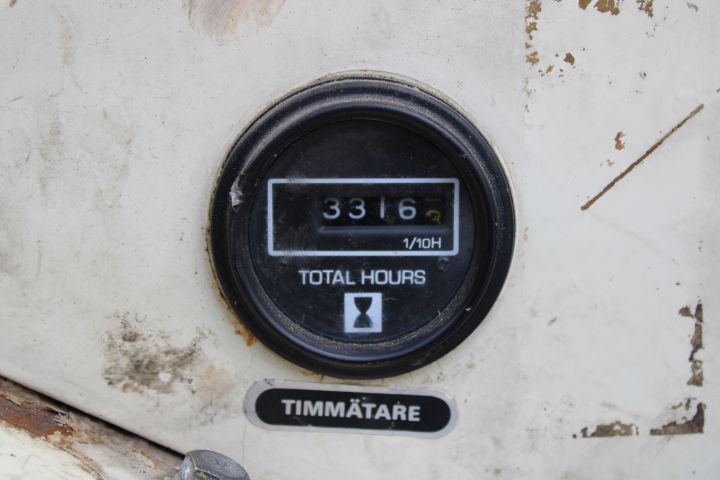 3316
1/10H
TOTAL HOURS
TIMMÄTARE